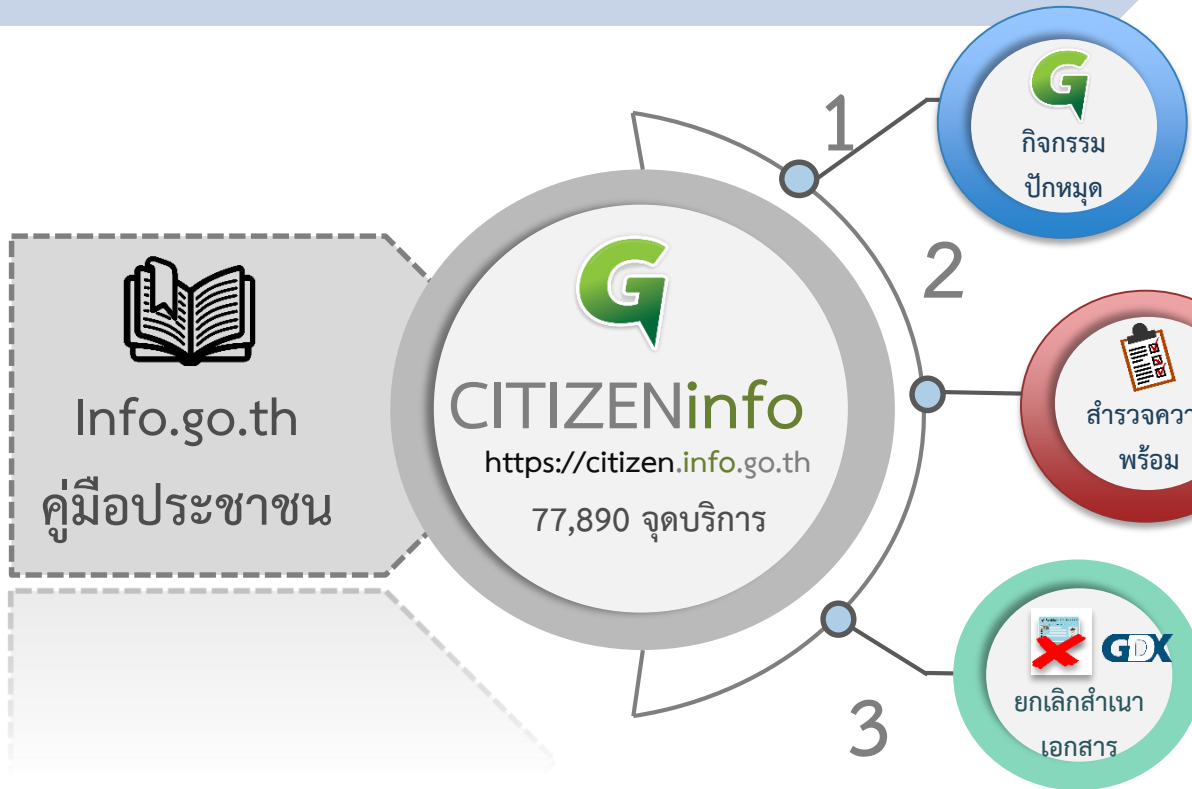 Info.go.th
คู่มือประชาชน
CITIZENinfo
https://citizen.info.go.th
77,890 จุดบริการ
1
กิจกรรม
ปักหมุด
2
สำรวจควา
พร้อม
3
GDX
ยกเลิกสำเนา
เอกสาร